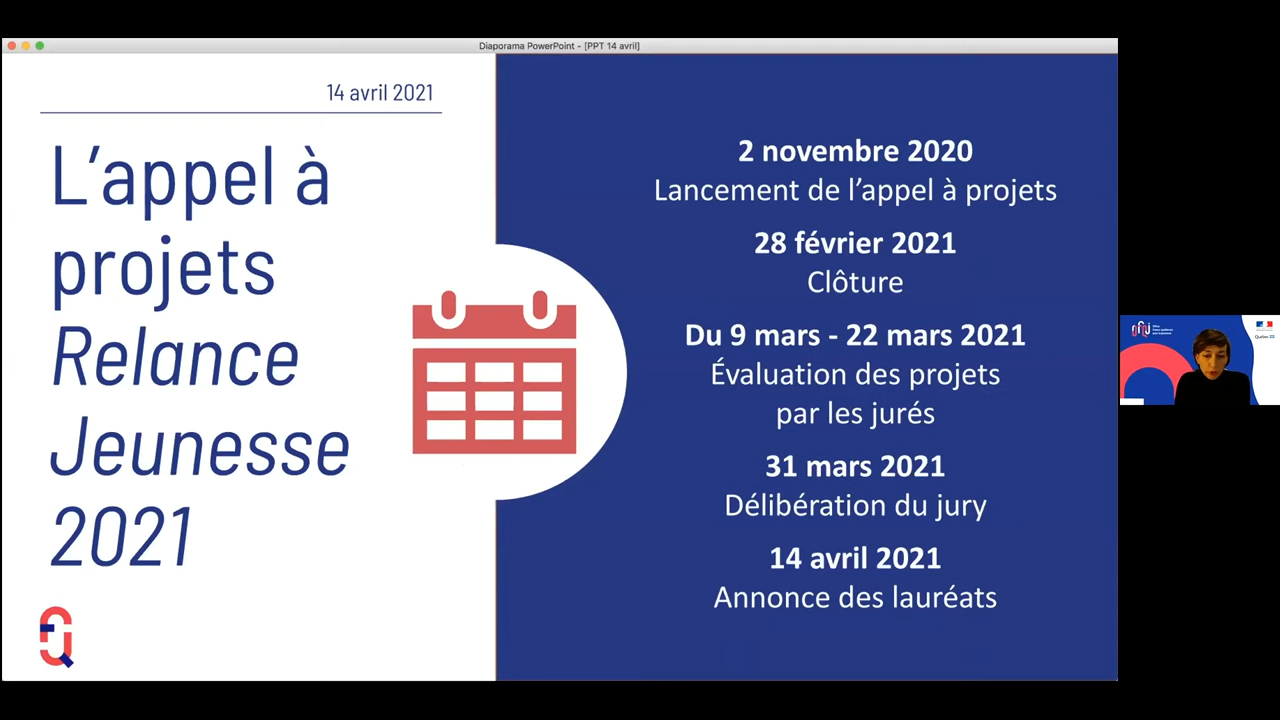 Diaporama PowerPoint - [PPT 14 avril]
14 avril 2021
L’appel à
projets
Relance
Jeunesse
2021
2 novembre 2020
Lancement de l’appel à projets
28 février 2021
Clôture
Du 9 mars - 22 mars 2021
Évaluation des projets
par les jurés
31 mars 2021
Délibération du jury
14 avril 2021
Annonce des lauréats
Québec